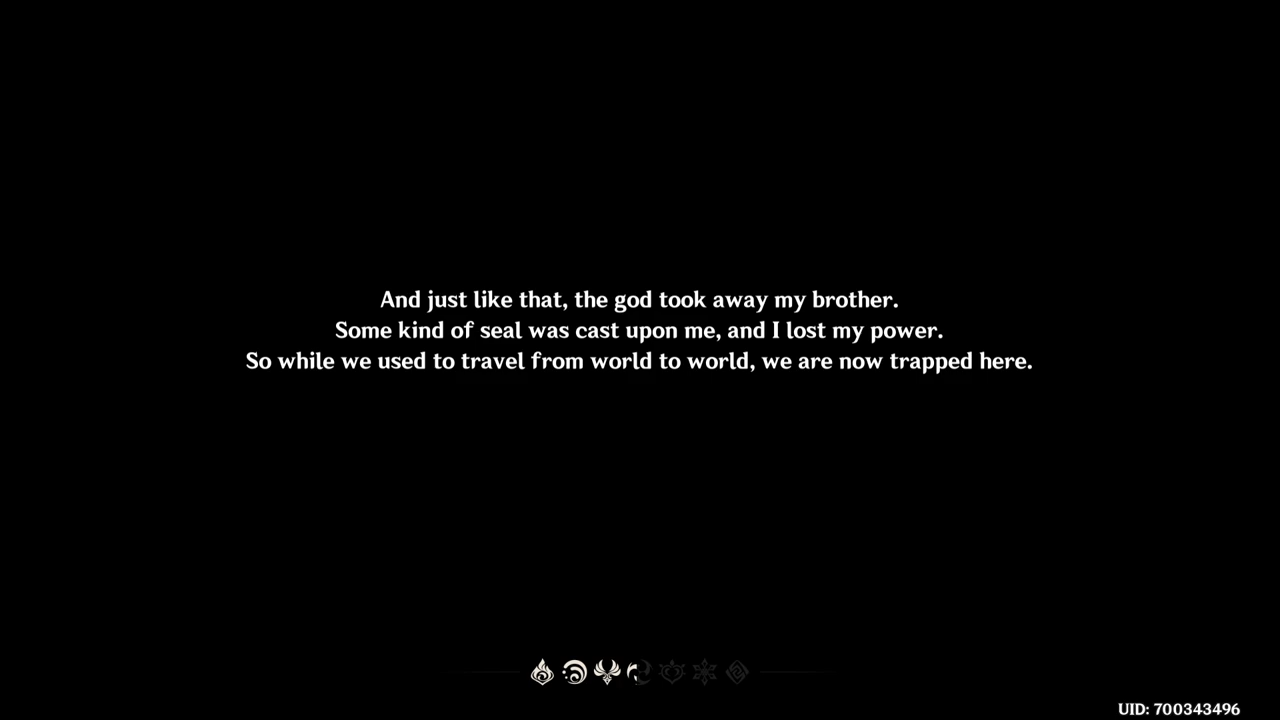 And just like that, the god took away my brother.
Some kind of seal was cast upon me, and I lost my power.
So while we used to travel from world to world, we are now trapped here.
UID: 700343496